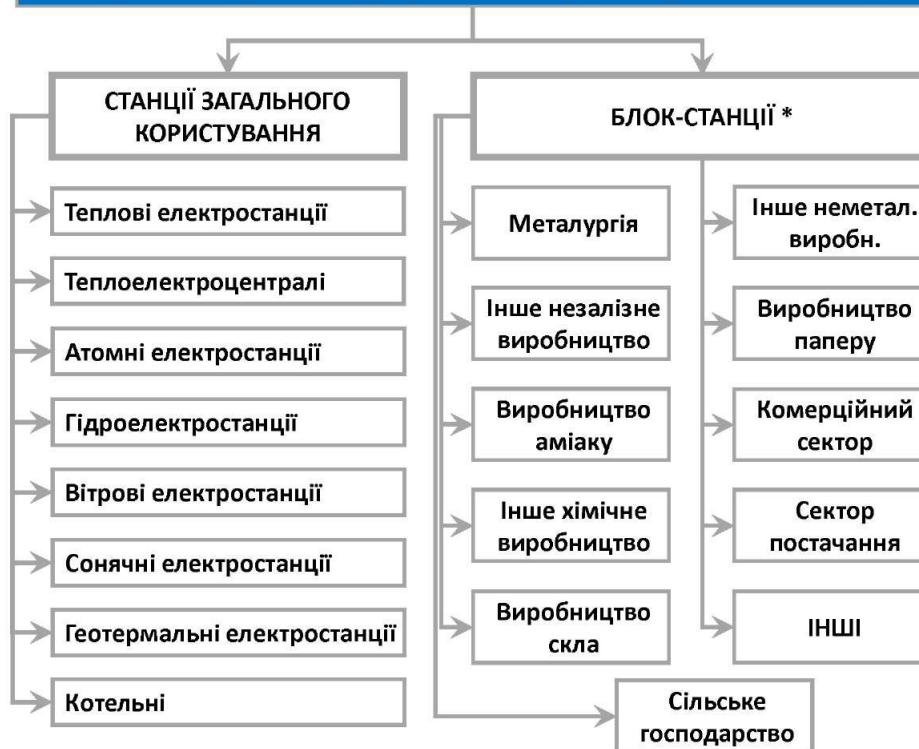 СТАНЦІЇ ЗАГАЛЬНОГО
КОРИСТУВАННЯ
Теплові електростанції
Теплоелектроцентралі
Атомні електростанції
Гідроелектростанції
Вітрові електростанції
Сонячні електростанції
Геотермальні електростанції
Котельні
БЛОК-СТАНЦІЇ *
Металургія
Інше незалізне
виробництво
Виробництво
аміаку
Інше хімічне
виробництво
Виробництво
скла
Інше неметал.
виробн.
Виробництво
паперу
Комерційний
сектор
Сектор
постачання
ІНШІ
Сільське
господарство